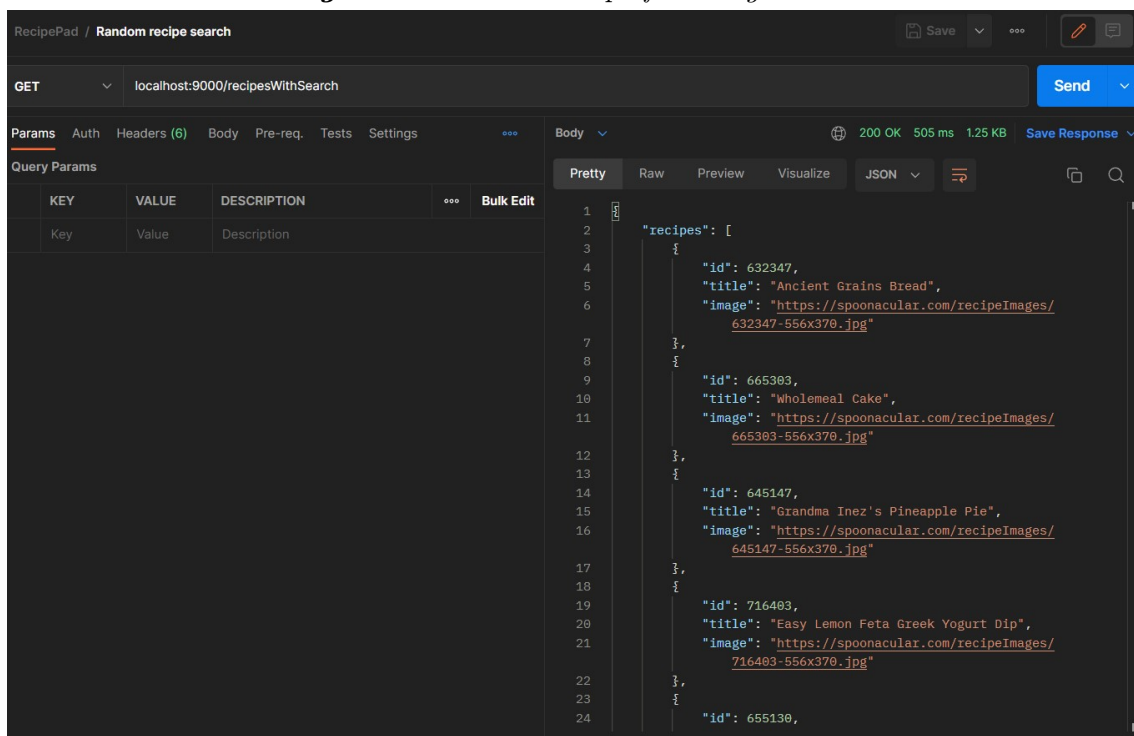 RecipePad / Random recipe search
Save
GET localhost:9000/recipesWithSearch Send
Params Auth Headers (6) Body Pre-req. Tests Settings
Query Params
KEY VALUE DESCRIPTION Bulk Edit
Key Value Description
Body 200 OK 505 ms 1.25 KB Save Response
Pretty Raw Preview Visualize JSON
1 {
2 "recipes": [
3 {
4 "id": 632347,
5 "title": "Ancient Grains Bread",
6 "image": "https://spoonacular.com/recipeImages/
632347-556x370.jpg"
7 },
8 {
9 "id": 665303,
10 "title": "Wholemeal Cake",
11 "image": "https://spoonacular.com/recipeImages/
665303-556x370.jpg"
12 },
13 {
14 "id": 645147,
15 "title": "Grandma Inez's Pineapple Pie",
16 "image": "https://spoonacular.com/recipeImages/
645147-556x370.jpg"
17 },
18 {
19 "id": 716403,
20 "title": "Easy Lemon Feta Greek Yogurt Dip",
21 "image": "https://spoonacular.com/recipeImages/
716403-556x370.jpg"
22 },
23 {
24 "id": 655130,